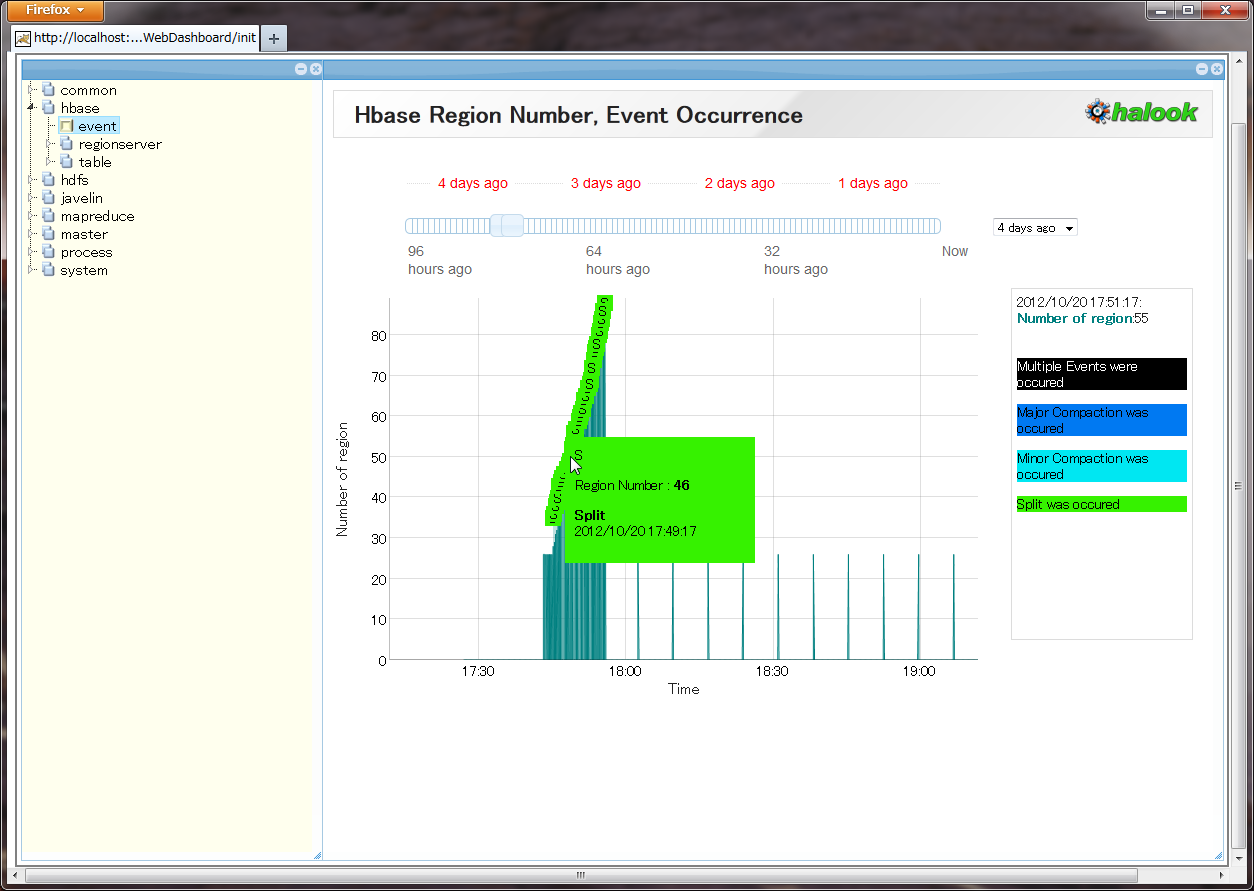 Firefox
http://localhost:...WebDashboard/init
common
hbase
event
regionserver
table
hdfs
javelin
mapreduce
master
process
system
Hbase Region Number, Event Occurrence
halook
4 days ago
3 days ago
2 days ago
1 days ago
4 days ago
96
hours ago
64
hours ago
32
hours ago
Now
2012/10/20 17:51:17:
Number of region:55
Multiple Events were
occured
Major Compaction was
occured
Minor Compaction was
occured
Split was occured
Number of region
80
70
60
50
40
30
20
10
0
S
Region Number : 46
Split
2012/10/20 17:49:17
17:30
18:00
18:30
19:00
Time